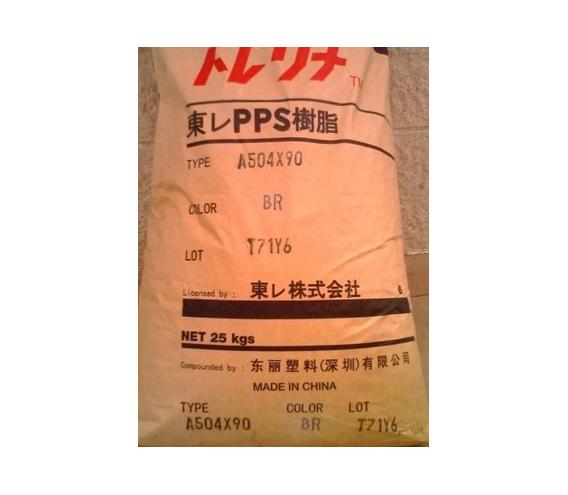 トレリナ TM
東レPPS樹脂
TYPE A504X90
COLOR BR
LOT T71Y6
Licensed by : 東レ株式会社 6
NET 25 kgs
Compounded by : 东丽塑料(深圳)有限公司
MADE IN CHINA
TYPE COLOR LOT
A504X90 BR T71Y6